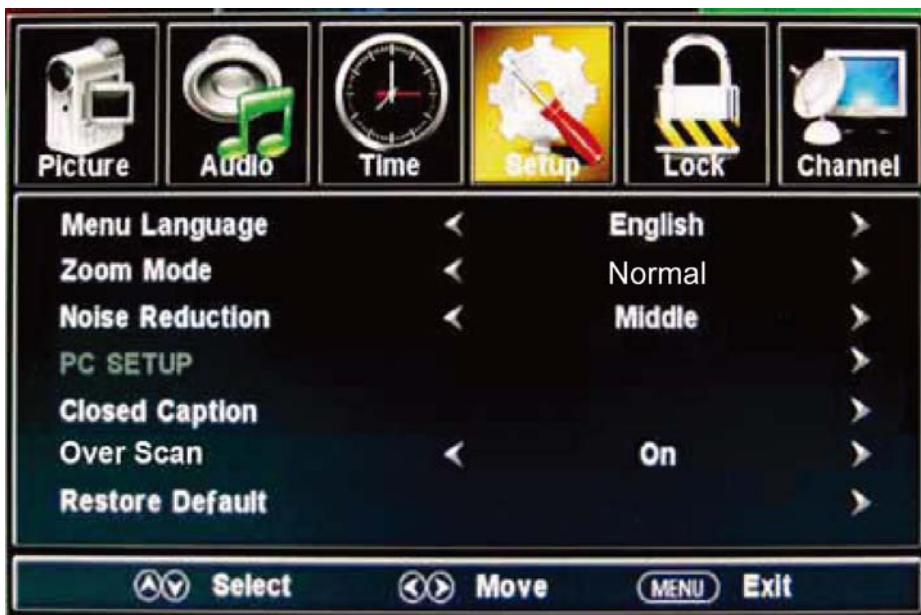 Picture Audio Time Setup Lock Channel
Menu Language English
Zoom Mode Normal
Noise Reduction Middle
PC SETUP
Closed Caption
Over Scan On
Restore Default
Select Move MENU Exit